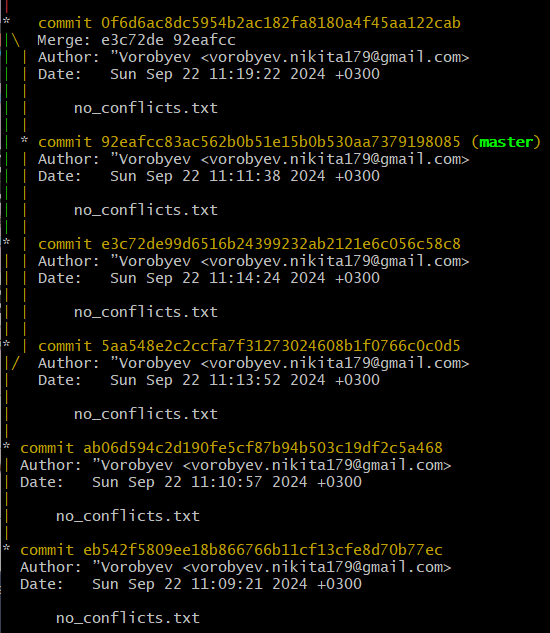 *   commit 0f6d6ac8dc5954b2ac182fa8180a4f45aa122cab
|\  Merge: e3c72de 92eafcc
| | Author: ”Vorobyev <vorobyev.nikita179@gmail.com>
| | Date:   Sun Sep 22 11:19:22 2024 +0300
| |
| |     no_conflicts.txt
| |
| * commit 92eafcc83ac562b0b51e15b0b530aa7379198085 (master)
| | Author: ”Vorobyev <vorobyev.nikita179@gmail.com>
| | Date:   Sun Sep 22 11:11:38 2024 +0300
| |
| |     no_conflicts.txt
| |
* | commit e3c72de99d6516b24399232ab2121e6c056c58c8
| | Author: ”Vorobyev <vorobyev.nikita179@gmail.com>
| | Date:   Sun Sep 22 11:14:24 2024 +0300
| |
| |     no_conflicts.txt
| |
* | commit 5aa548e2c2ccfa7f31273024608b1f0766c0c0d5
|/  Author: ”Vorobyev <vorobyev.nikita179@gmail.com>
|   Date:   Sun Sep 22 11:13:52 2024 +0300
|
|       no_conflicts.txt
|
* commit ab06d594c2d190fe5cf87b94b503c19df2c5a468
| Author: ”Vorobyev <vorobyev.nikita179@gmail.com>
| Date:   Sun Sep 22 11:10:57 2024 +0300
|
|     no_conflicts.txt
|
* commit eb542f5809ee18b866766b11cf13cfe8d70b77ec
  Author: ”Vorobyev <vorobyev.nikita179@gmail.com>
  Date:   Sun Sep 22 11:09:21 2024 +0300

      no_conflicts.txt